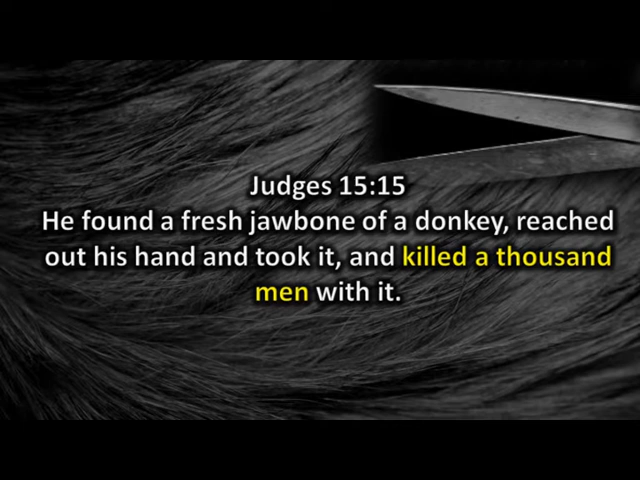 Judges 15:15
He found a fresh jawbone of a donkey, reached
out his hand and took it, and killed a thousand
men with it.